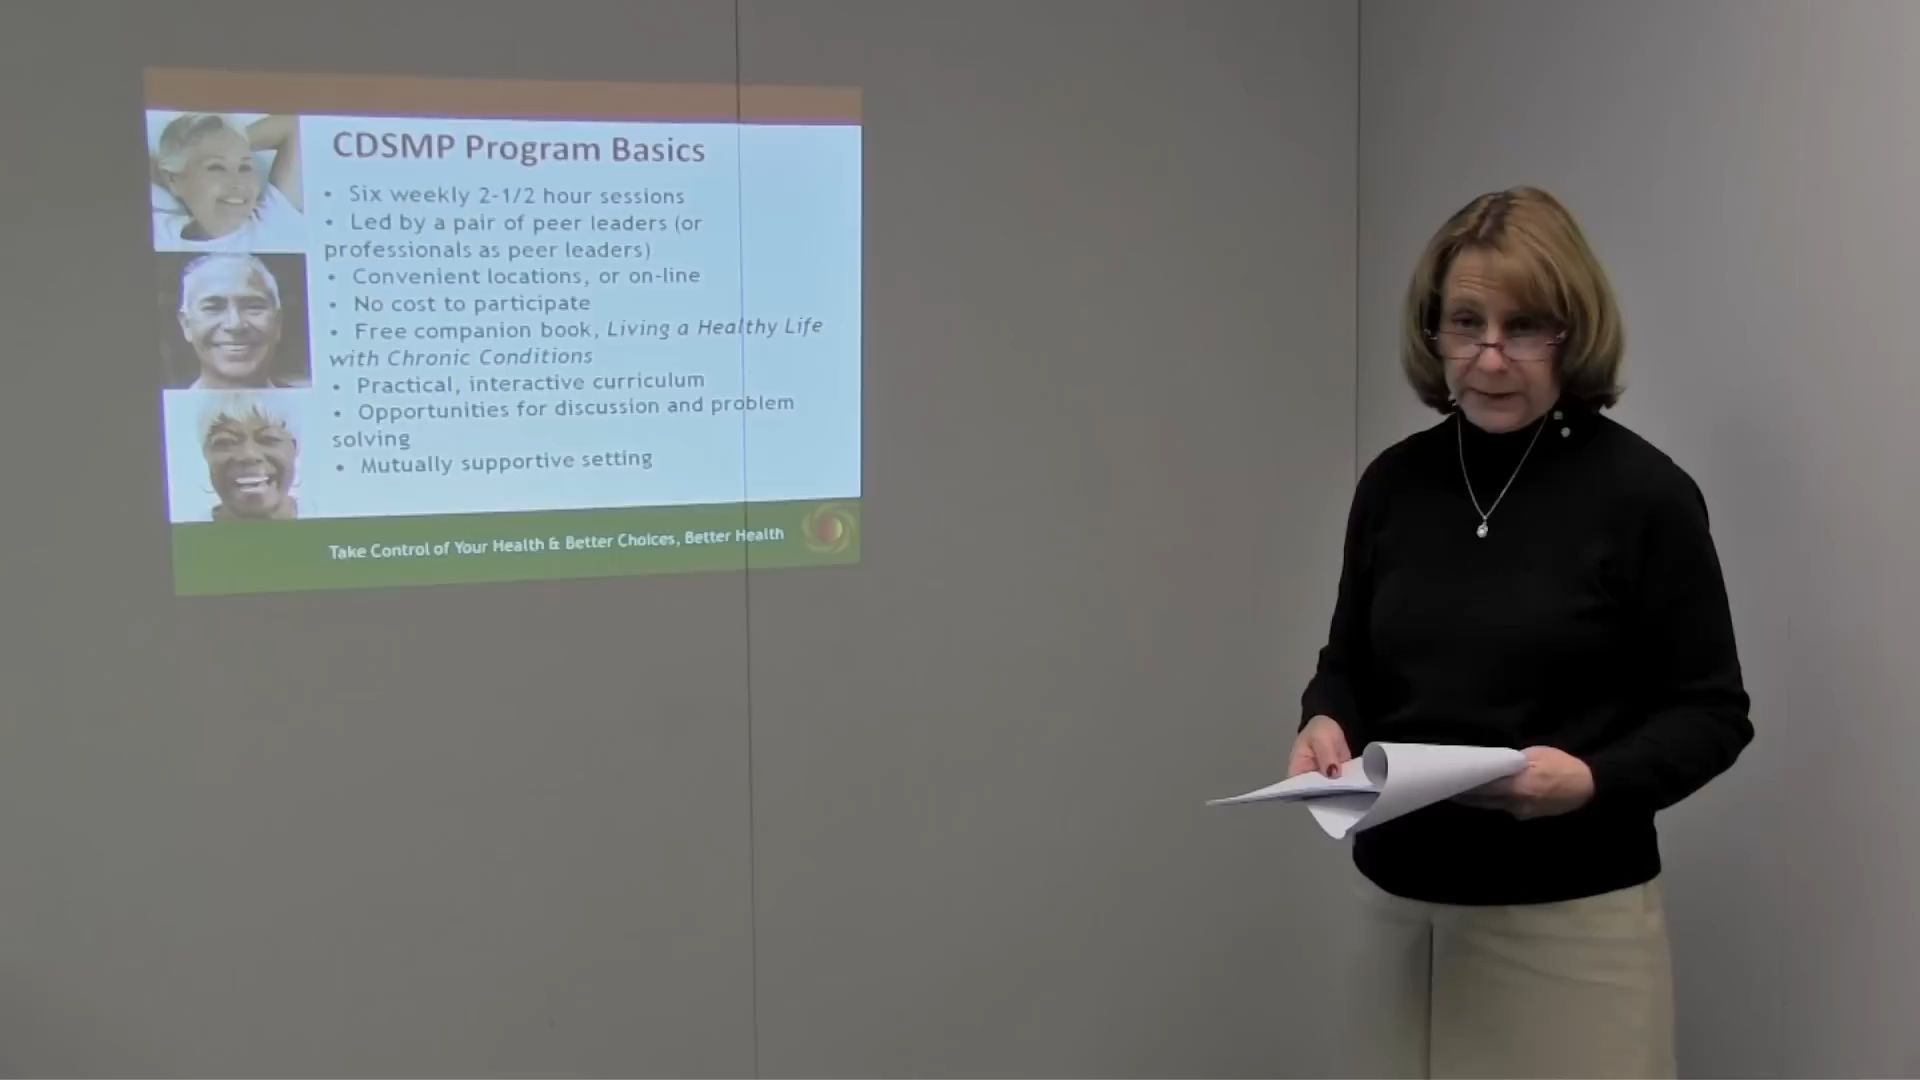 CDSMP Program Basics
• Six weekly 2-1/2 hour sessions
• Led by a pair of peer leaders (or
professionals as peer leaders)
• Convenient locations, or on-line
• No cost to participate
• Free companion book, Living a Healthy Life
with Chronic Conditions
• Practical, interactive curriculum
• Opportunities for discussion and problem
solving
• Mutually supportive setting
Take Control of Your Health & Better Choices, Better Health